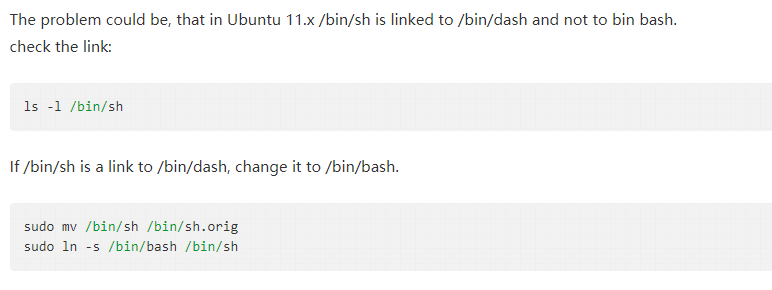 The problem could be, that in Ubuntu 11.x /bin/sh is linked to /bin/dash and not to bin bash.
check the link:
ls -l /bin/sh
If /bin/sh is a link to /bin/dash, change it to /bin/bash.
sudo mv /bin/sh /bin/sh.orig
sudo ln -s /bin/bash /bin/sh